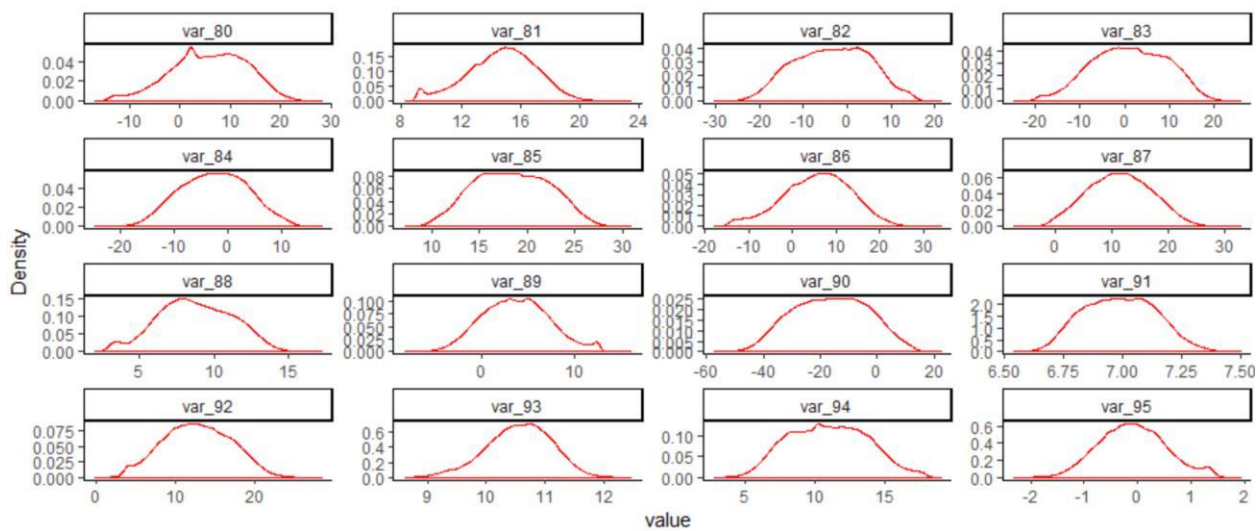 var_80 var_81 var_82 var_83
0.04 0.02 0.00 0.15 0.10 0.05 0.00 0.04 0.03 0.02 0.01 0.00 0.04 0.03 0.02 0.01 0.00
-10 0 10 20 30 8 12 16 20 24 -30 -20 -10 0 10 20 -20 -10 0 10 20
var_84 var_85 var_86 var_87
0.04 0.02 0.00 0.08 0.06 0.04 0.02 0.00 0.05 0.04 0.03 0.02 0.01 0.00 0.06 0.04 0.02 0.00
-20 -10 0 10 10 15 20 25 30 -20 -10 0 10 20 30 0 10 20 30
Density
var_88 var_89 var_90 var_91
0.15 0.10 0.05 0.00 0.100 0.075 0.050 0.025 0.000 0.025 0.020 0.015 0.010 0.005 0.000 2.0 1.5 1.0 0.5 0.0
5 10 15 0 10 -60 -40 -20 0 20 6.50 6.75 7.00 7.25 7.50
var_92 var_93 var_94 var_95
0.075 0.050 0.025 0.000 0.6 0.4 0.2 0.0 0.10 0.05 0.00 0.6 0.4 0.2 0.0
0 10 20 9 10 11 12 5 10 15 -2 -1 0 1 2
value